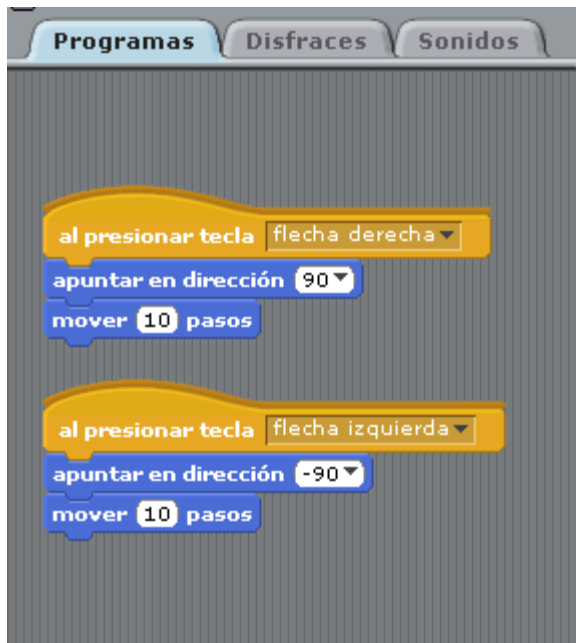 Programas Disfraces Sonidos
al presionar tecla flecha derecha
apuntar en dirección 90
mover 10 pasos
al presionar tecla flecha izquierda
apuntar en dirección -90
mover 10 pasos